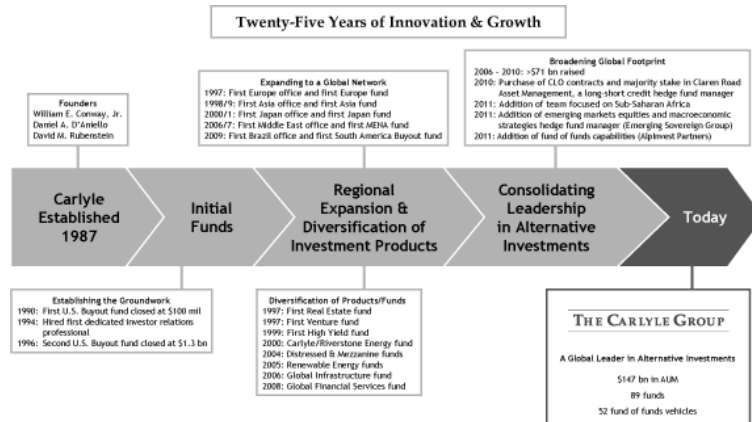 Twenty-Five Years of Innovation & Growth
Founders
William E. Conway, Jr.
Daniel A. D'Aniello
David M. Rubenstein
Expanding to a Global Network
1997: First Europe office and first Europe fund
1998/9: First Asia office and first Asia fund
2000/1: First Japan office and first Japan fund
2006/7: First Middle East office and first MENA fund
2009: First Brazil office and first South America Buyout fund
Broadening Global Footprint
2006 - 2010: >$71 bn raised
2010: Purchase of CLO contracts and majority stake in Claren Road
Asset Management, a long-short credit hedge fund manager
2011: Addition of team focused on Sub-Saharan Africa
2011: Addition of emerging markets equities and macroeconomic
strategies hedge fund manager (Emerging Sovereign Group)
2011: Addition of fund of funds capabilities (AlpInvest Partners)
Carlyle
Established
1987
Initial
Funds
Regional
Expansion &
Diversification of
Investment Products
Consolidating
Leadership
in Alternative
Investments
Today
Establishing the Groundwork
1990: First U.S. Buyout fund closed at $100 mil
1994: Hired first dedicated investor relations
professional
1996: Second U.S. Buyout fund closed at $1.3 bn
Diversification of Products/Funds
1997: First Real Estate fund
1997: First Venture fund
1999: First High Yield fund
2000: Carlyle/Riverstone Energy fund
2004: Distressed & Mezzanine funds
2005: Renewable Energy funds
2006: Global Infrastructure fund
2008: Global Financial Services fund
THE CARLYLE GROUP
A Global Leader in Alternative Investments
$147 bn in AUM
89 funds
52 fund of funds vehicles